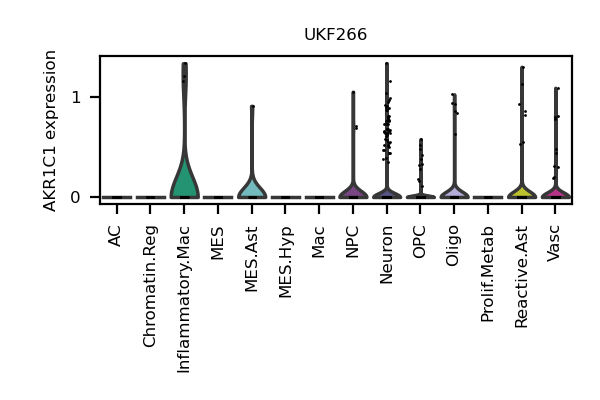 UKF266
AKR1C1 expression
1
0
AC
Chromatin.Reg
Inflammatory.Mac
MES
MES.Ast
MES.Hyp
Mac
NPC
Neuron
OPC
Oligo
Prolif.Metab
Reactive.Ast
Vasc